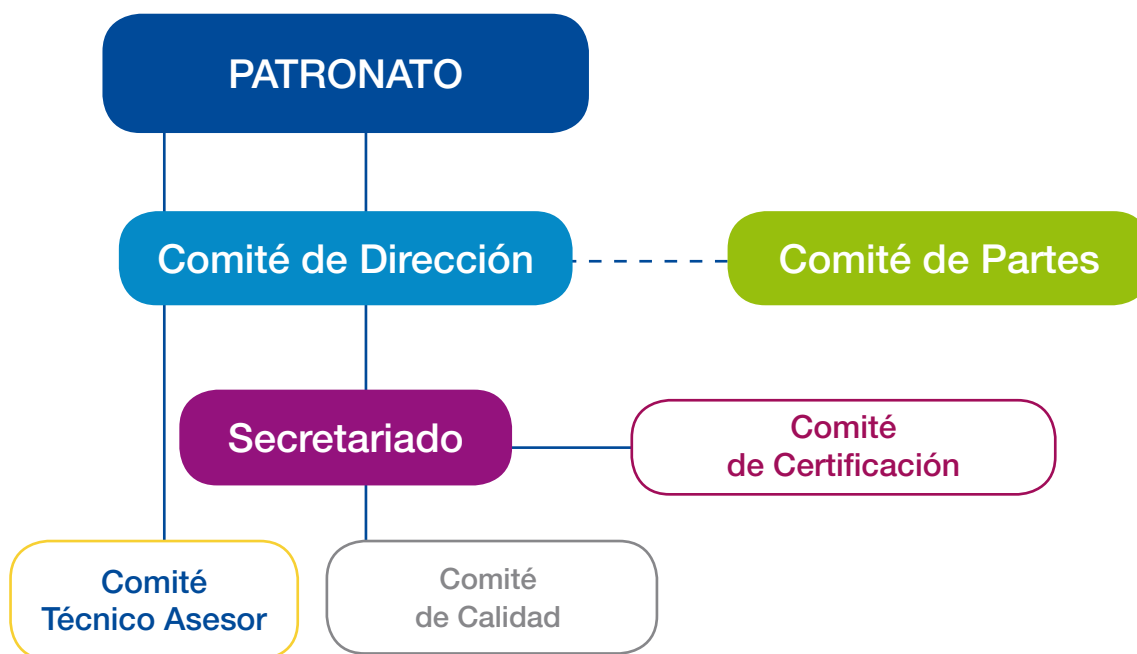 PATRONATO
Comité de Dirección
Comité de Partes
Secretariado
Comité
de Certificación
Comité
Técnico Asesor
Comité
de Calidad